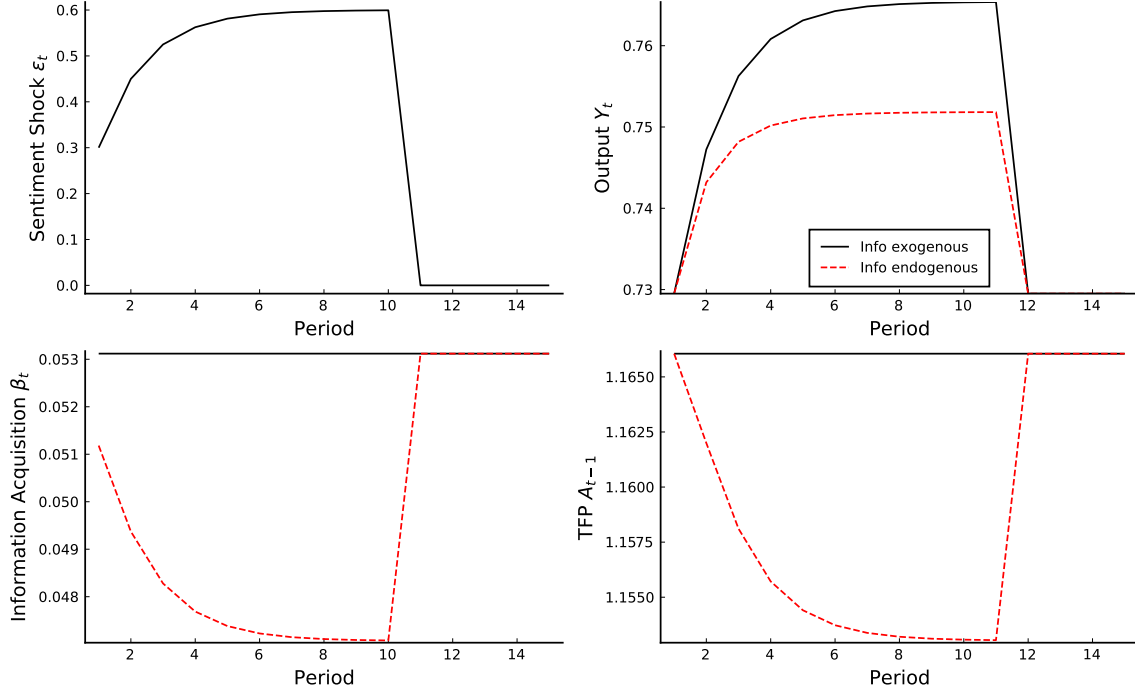 Sentiment Shock ε_t
0.6
0.5
0.4
0.3
0.2
0.1
0.0
2 4 6 8 10 12 14
Period
Output Y_t
0.76
0.75
0.74
0.73
Info exogenous
Info endogenous
2 4 6 8 10 12 14
Period
Information Acquisition β_t
0.053
0.052
0.051
0.050
0.049
0.048
2 4 6 8 10 12 14
Period
TFP A_{t−1}
1.1650
1.1625
1.1600
1.1575
1.1550
2 4 6 8 10 12 14
Period